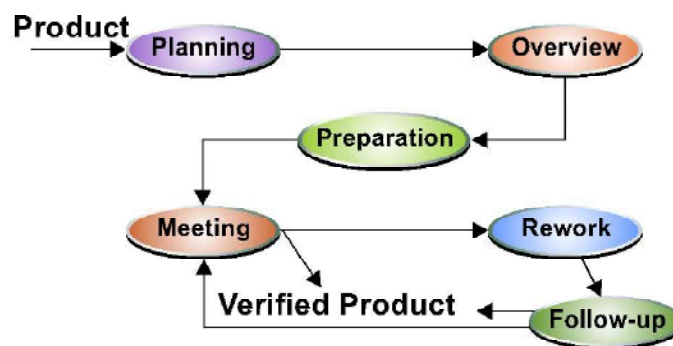 Product
Planning
Overview
Preparation
Meeting
Rework
Verified Product
Follow-up